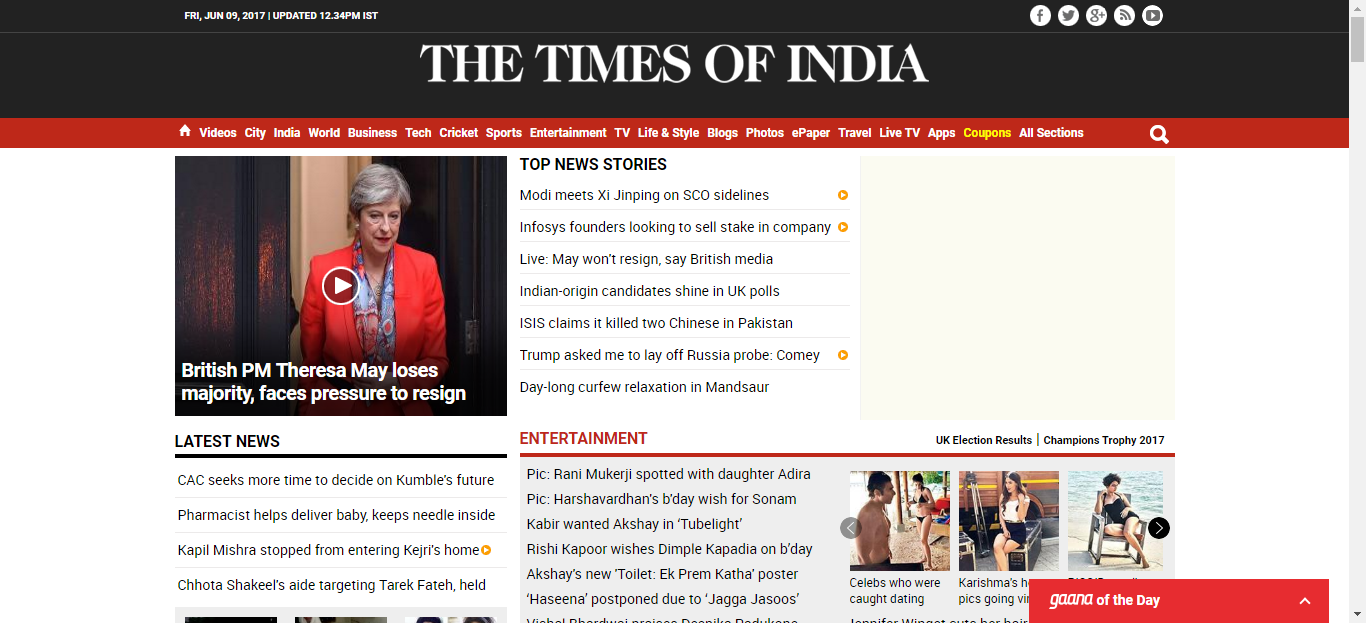 FRI, JUN 09, 2017 | UPDATED 12.34PM IST
THE TIMES OF INDIA
Videos City India World Business Tech Cricket Sports Entertainment TV Life & Style Blogs Photos ePaper Travel Live TV Apps Coupons All Sections
British PM Theresa May loses
majority, faces pressure to resign
TOP NEWS STORIES
Modi meets Xi Jinping on SCO sidelines
Infosys founders looking to sell stake in company
Live: May won't resign, say British media
Indian-origin candidates shine in UK polls
ISIS claims it killed two Chinese in Pakistan
Trump asked me to lay off Russia probe: Comey
Day-long curfew relaxation in Mandsaur
LATEST NEWS
CAC seeks more time to decide on Kumble's future
Pharmacist helps deliver baby, keeps needle inside
Kapil Mishra stopped from entering Kejri's home
Chhota Shakeel's aide targeting Tarek Fateh, held
ENTERTAINMENT
UK Election Results | Champions Trophy 2017
Pic: Rani Mukerji spotted with daughter Adira
Pic: Harshavardhan's b'day wish for Sonam
Kabir wanted Akshay in ‘Tubelight’
Rishi Kapoor wishes Dimple Kapadia on b’day
Akshay's new 'Toilet: Ek Prem Katha' poster
‘Haseena’ postponed due to ‘Jagga Jasoos’
Celebs who were
caught dating
Karishma's
pics going
gaana of the Day